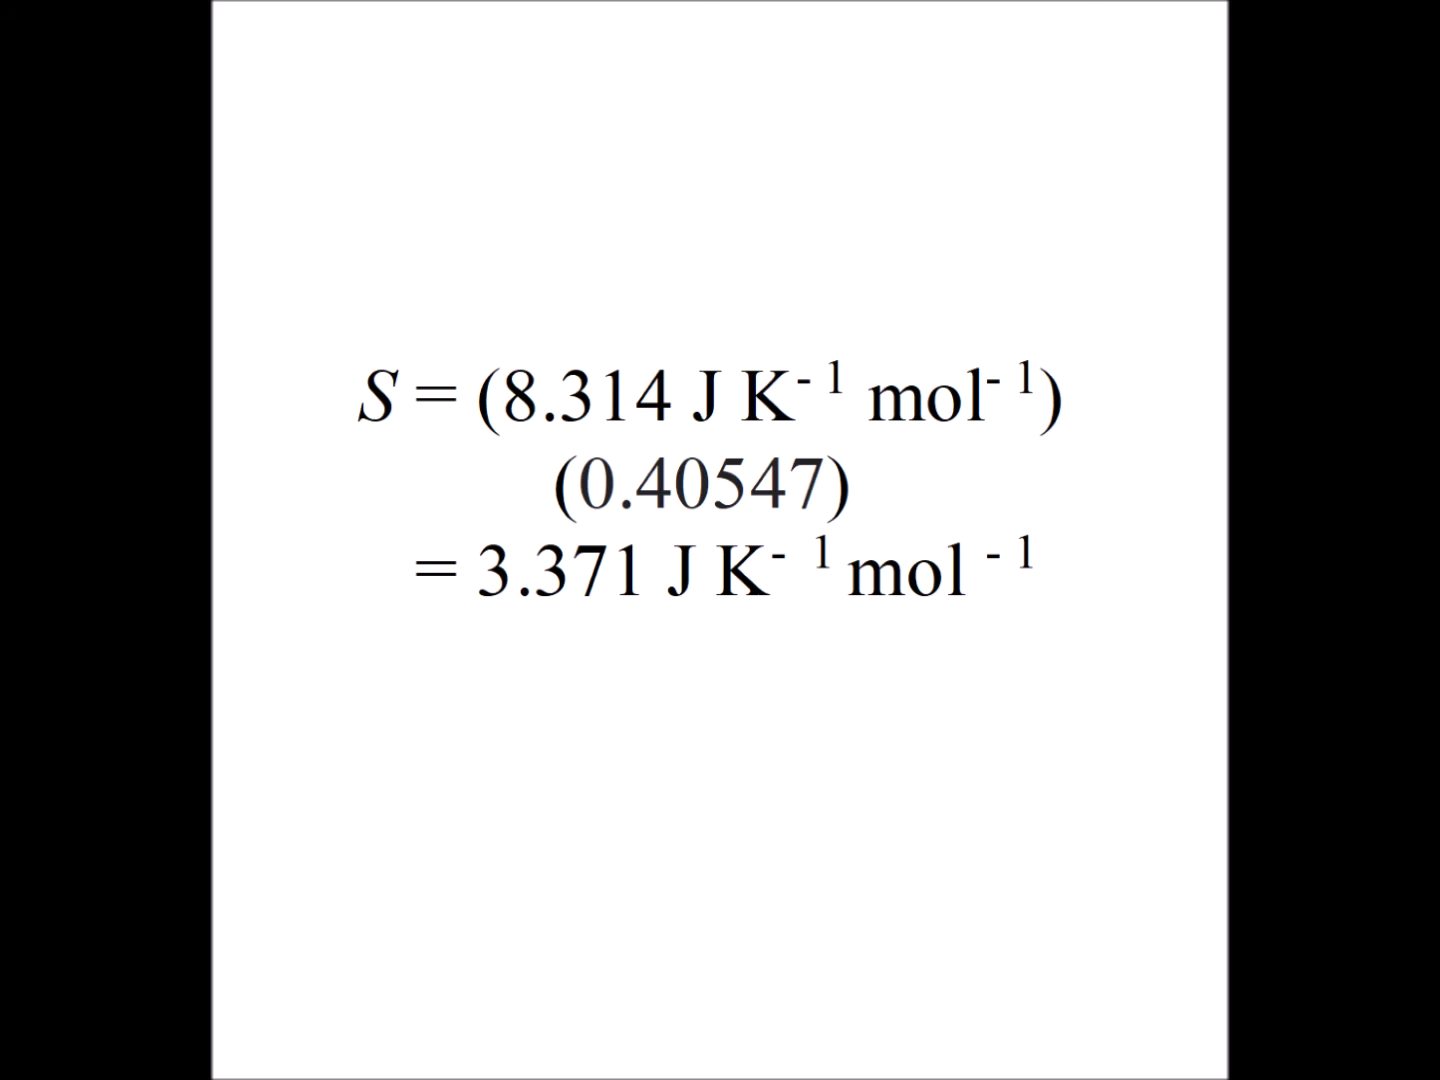 S = (8.314 J K⁻ ¹ mol⁻ ¹)
(0.40547)
= 3.371 J K⁻ ¹ mol ⁻ ¹